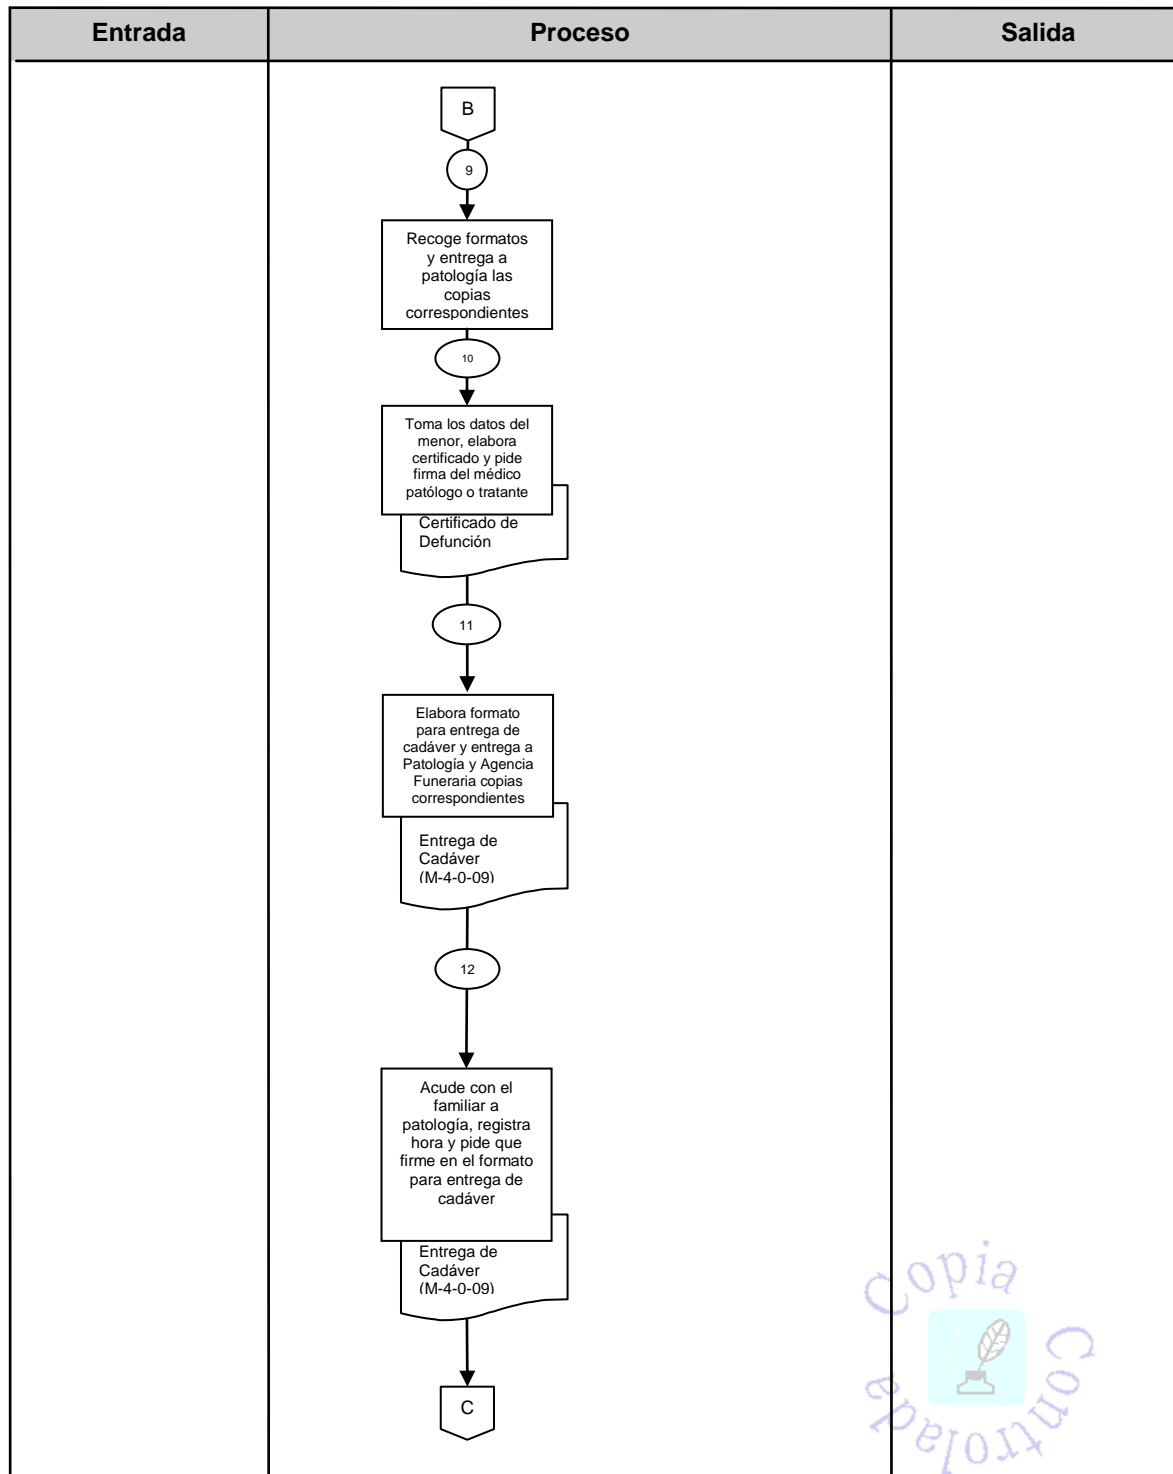 Entrada
Proceso
Salida
B
9
Recoge formatos
y entrega a
patología las
copias
correspondientes
10
Toma los datos del
menor, elabora
certificado y pide
firma del médico
patólogo o tratante
Certificado de
Defunción
11
Elabora formato
para entrega de
cadáver y entrega a
Patología y Agencia
Funeraria copias
correspondientes
Entrega de
Cadáver
(M-4-0-09)
12
Acude con el
familiar a
patología, registra
hora y pide que
firme en el formato
para entrega de
cadáver
Entrega de
Cadáver
(M-4-0-09)
C
Copia
Controlada